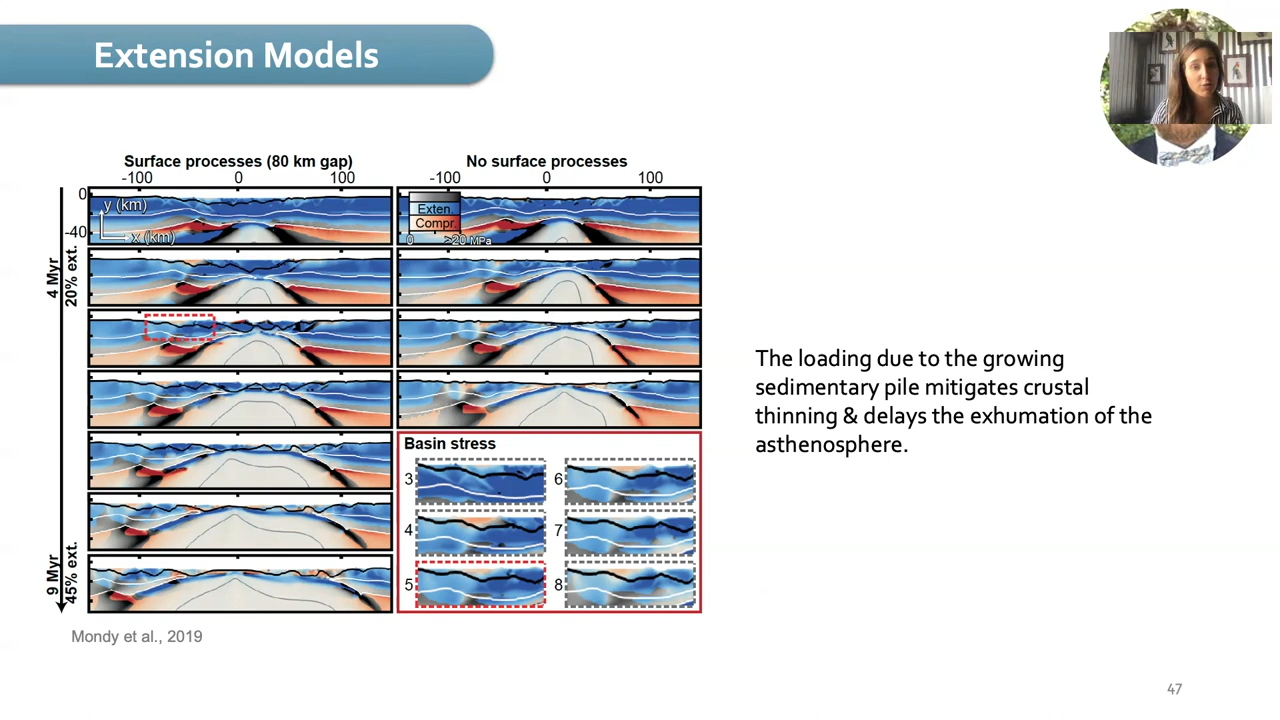 Extension Models
Surface processes (80 km gap)
No surface processes
-100 0 100
-100 0 100
0
-40
y (km)
x (km)
Exten.
Compr.
0 >20 MPa
4 Myr
20% ext.
9 Myr
45% ext.
Basin stress
3
6
4
7
5
8
The loading due to the growing
sedimentary pile mitigates crustal
thinning & delays the exhumation of the
asthenosphere.
Mondy et al., 2019
47